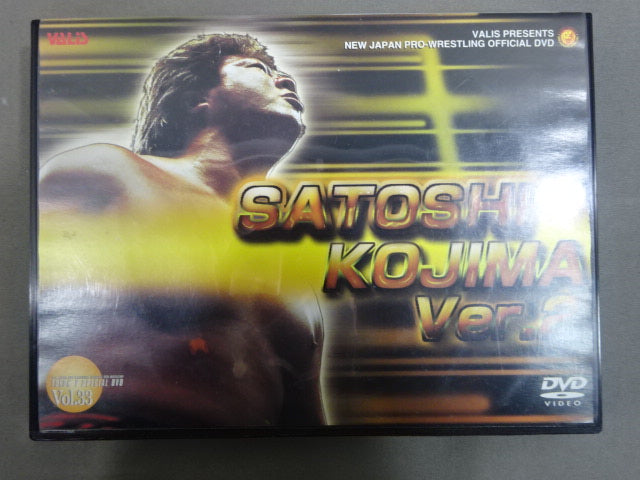 VALIS
VALIS PRESENTS
NEW JAPAN PRO-WRESTLING OFFICIAL DVD
SATOSHI
KOJIMA
Ver.2
Vol.33
DVD
VIDEO